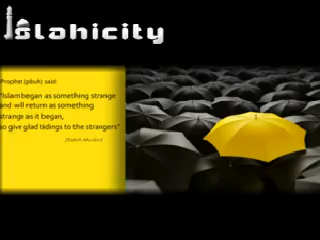 Islahicity
Prophet (pbuh) said:
"Islam began as something strange
and will return as something
strange as it began,
so give glad tidings to the strangers"
[Sahih Muslim]